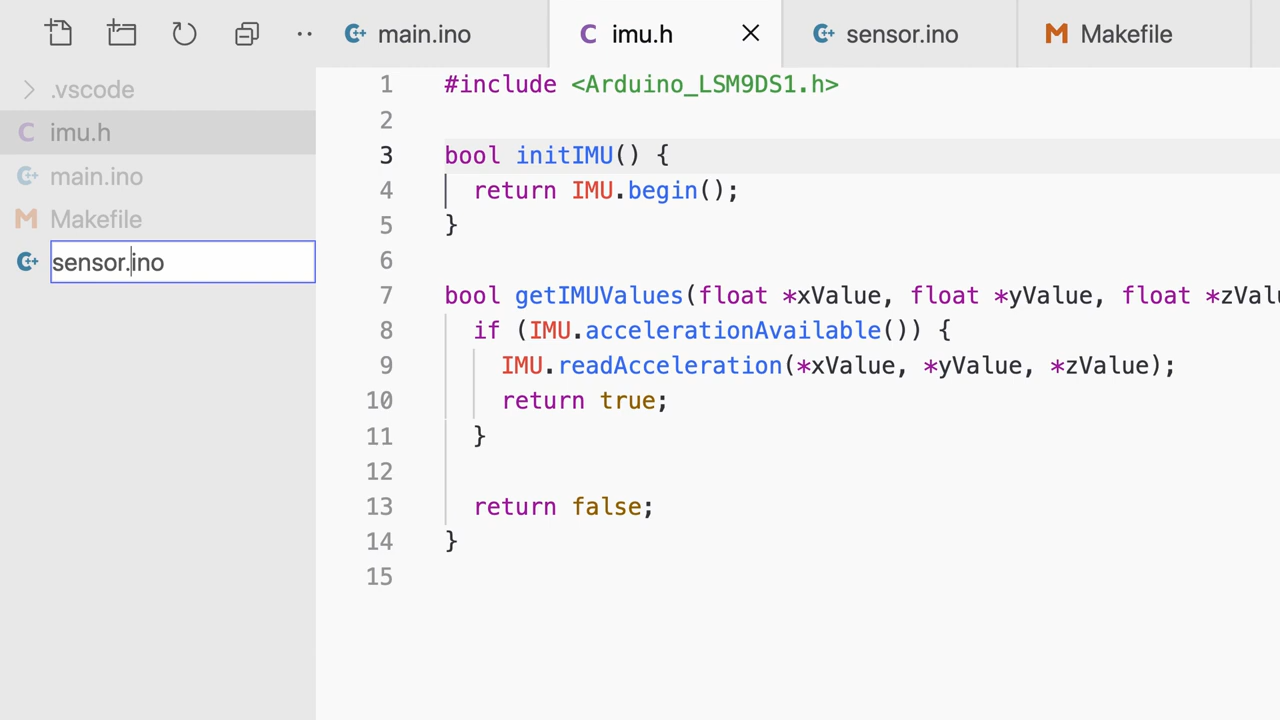 main.ino
imu.h
sensor.ino
Makefile
.vscode
imu.h
main.ino
Makefile
sensor.ino
1 #include <Arduino_LSM9DS1.h>
2
3 bool initIMU() {
4 return IMU.begin();
5 }
6
7 bool getIMUValues(float *xValue, float *yValue, float *zValu
8 if (IMU.accelerationAvailable()) {
9 IMU.readAcceleration(*xValue, *yValue, *zValue);
10 return true;
11 }
12
13 return false;
14 }
15